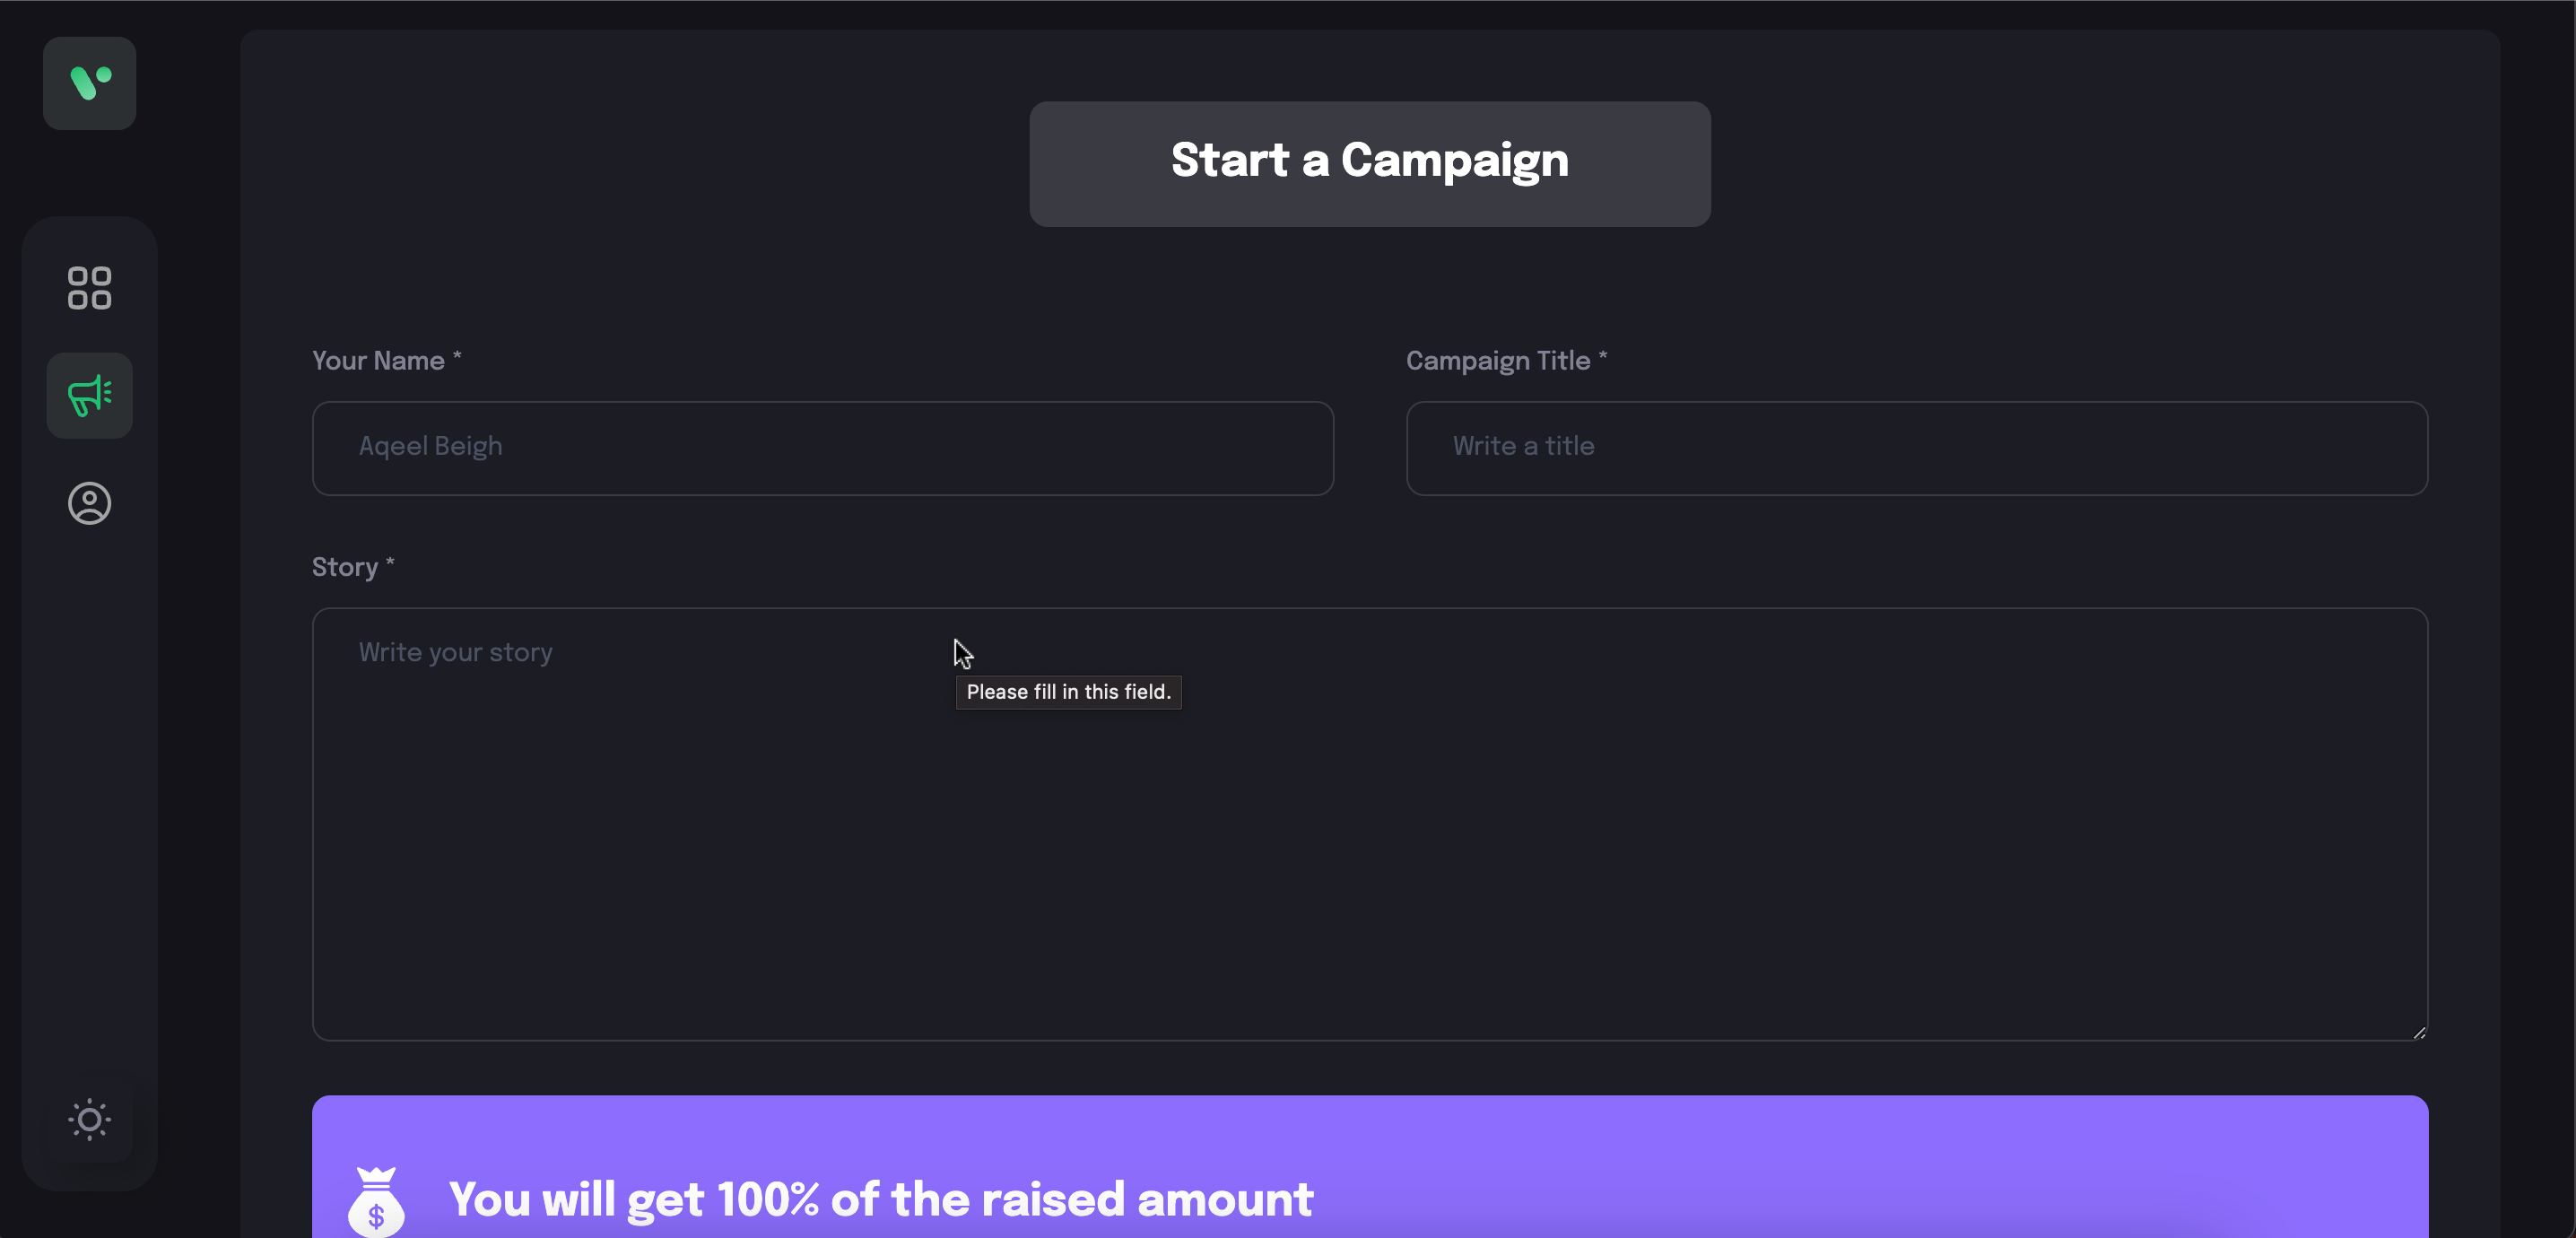 Start a Campaign
Your Name *
Campaign Title *
Aqeel Beigh
Write a title
Story *
Write your story
Please fill in this field.
$
You will get 100% of the raised amount